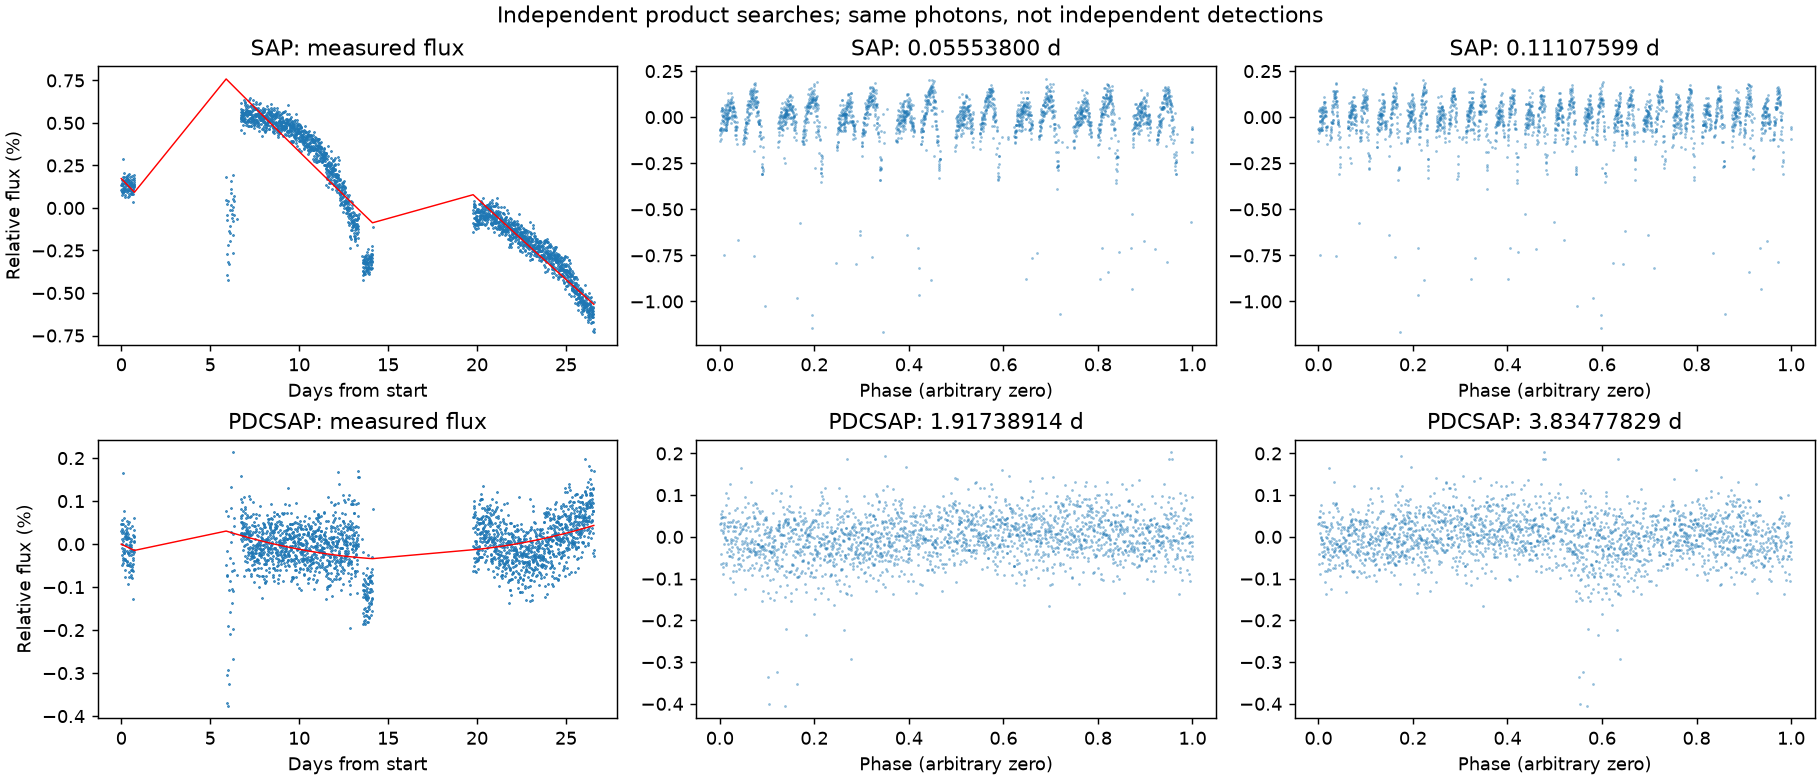 Independent product searches; same photons, not independent detections
SAP: measured flux
SAP: 0.05553800 d
SAP: 0.11107599 d
Relative flux (%)
0.75
0.50
0.25
0.00
−0.25
−0.50
−0.75
0 5 10 15 20 25
Days from start
0.25
0.00
−0.25
−0.50
−0.75
−1.00
0.0 0.2 0.4 0.6 0.8 1.0
Phase (arbitrary zero)
0.25
0.00
−0.25
−0.50
−0.75
−1.00
0.0 0.2 0.4 0.6 0.8 1.0
Phase (arbitrary zero)
PDCSAP: measured flux
PDCSAP: 1.91738914 d
PDCSAP: 3.83477829 d
Relative flux (%)
0.2
0.1
0.0
−0.1
−0.2
−0.3
−0.4
0 5 10 15 20 25
Days from start
0.2
0.1
0.0
−0.1
−0.2
−0.3
−0.4
0.0 0.2 0.4 0.6 0.8 1.0
Phase (arbitrary zero)
0.2
0.1
0.0
−0.1
−0.2
−0.3
−0.4
0.0 0.2 0.4 0.6 0.8 1.0
Phase (arbitrary zero)